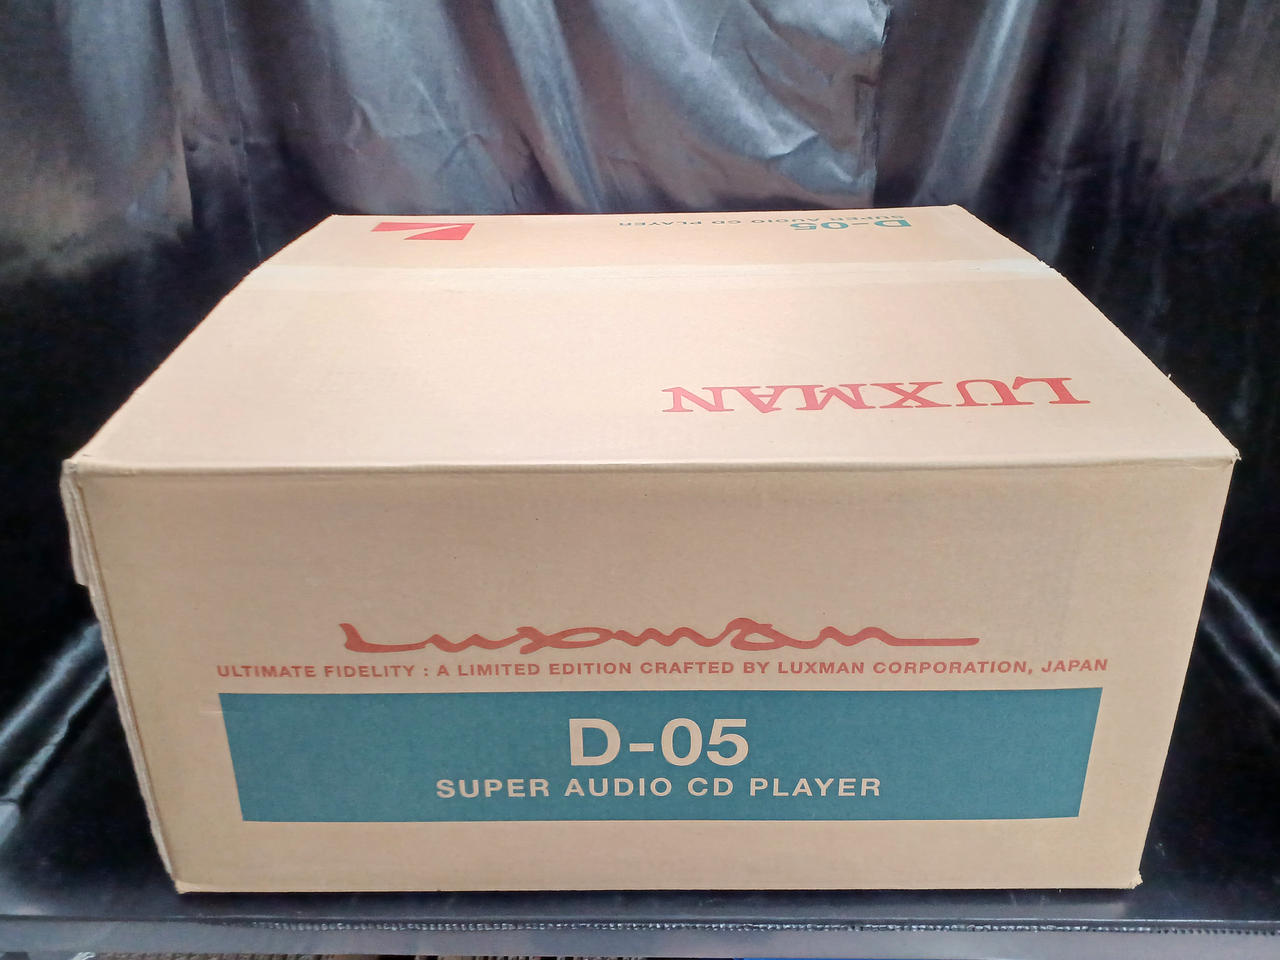 SUPER AUDIO CD PLAYER
D-05
LUXMAN
Luxman
ULTIMATE FIDELITY : A LIMITED EDITION CRAFTED BY LUXMAN CORPORATION, JAPAN
D-05
SUPER AUDIO CD PLAYER